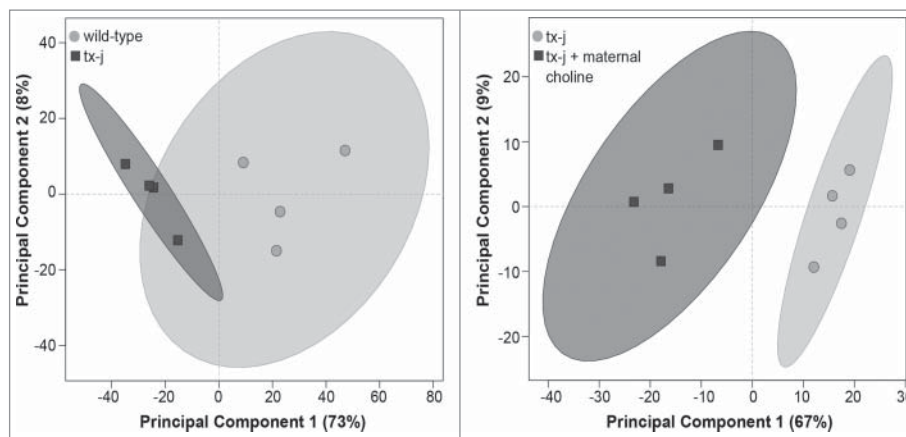 wild-type
tx-j
Principal Component 2 (8%)
40
20
0
-20
-40
-40
-20
0
20
40
60
80
Principal Component 1 (73%)
tx-j
tx-j + maternal
choline
Principal Component 2 (9%)
20
10
0
-10
-20
-40
-30
-20
-10
0
10
20
30
Principal Component 1 (67%)